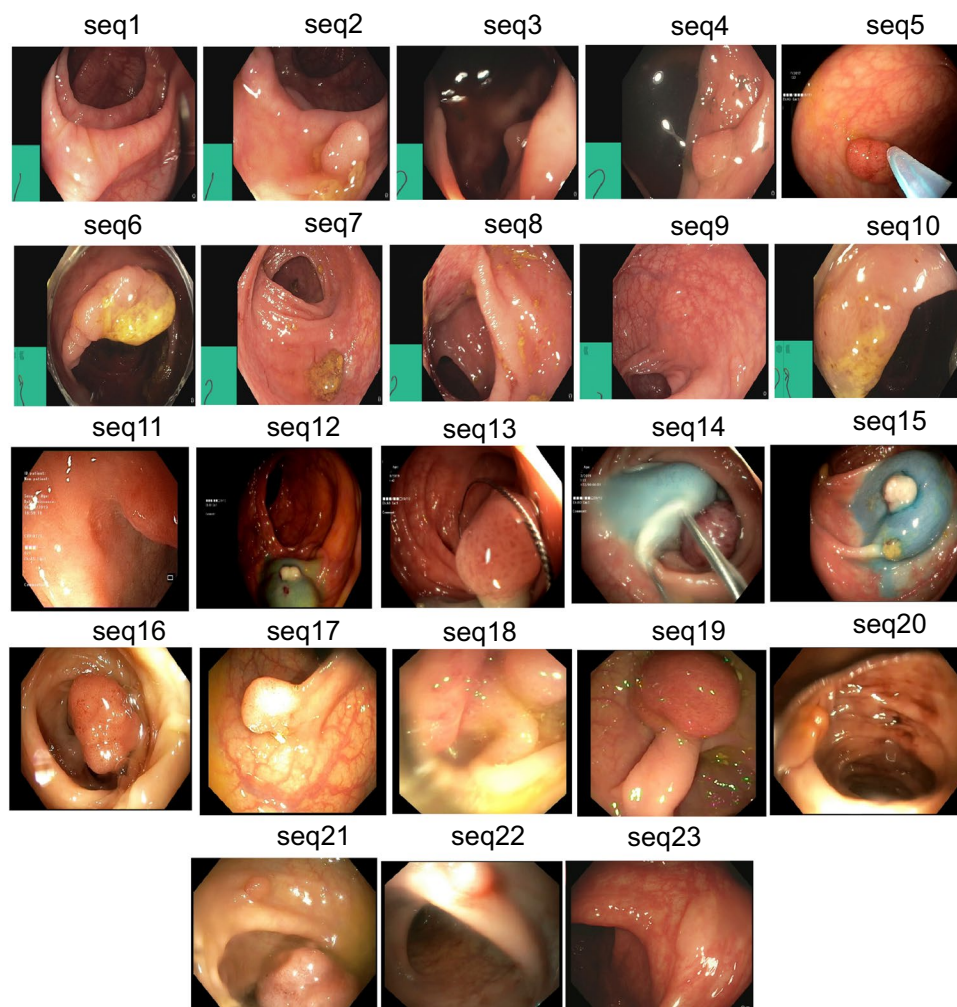 seq1 seq2 seq3 seq4 seq5
seq6 seq7 seq8 seq9 seq10
seq11 seq12 seq13 seq14 seq15
seq16 seq17 seq18 seq19 seq20
seq21 seq22 seq23